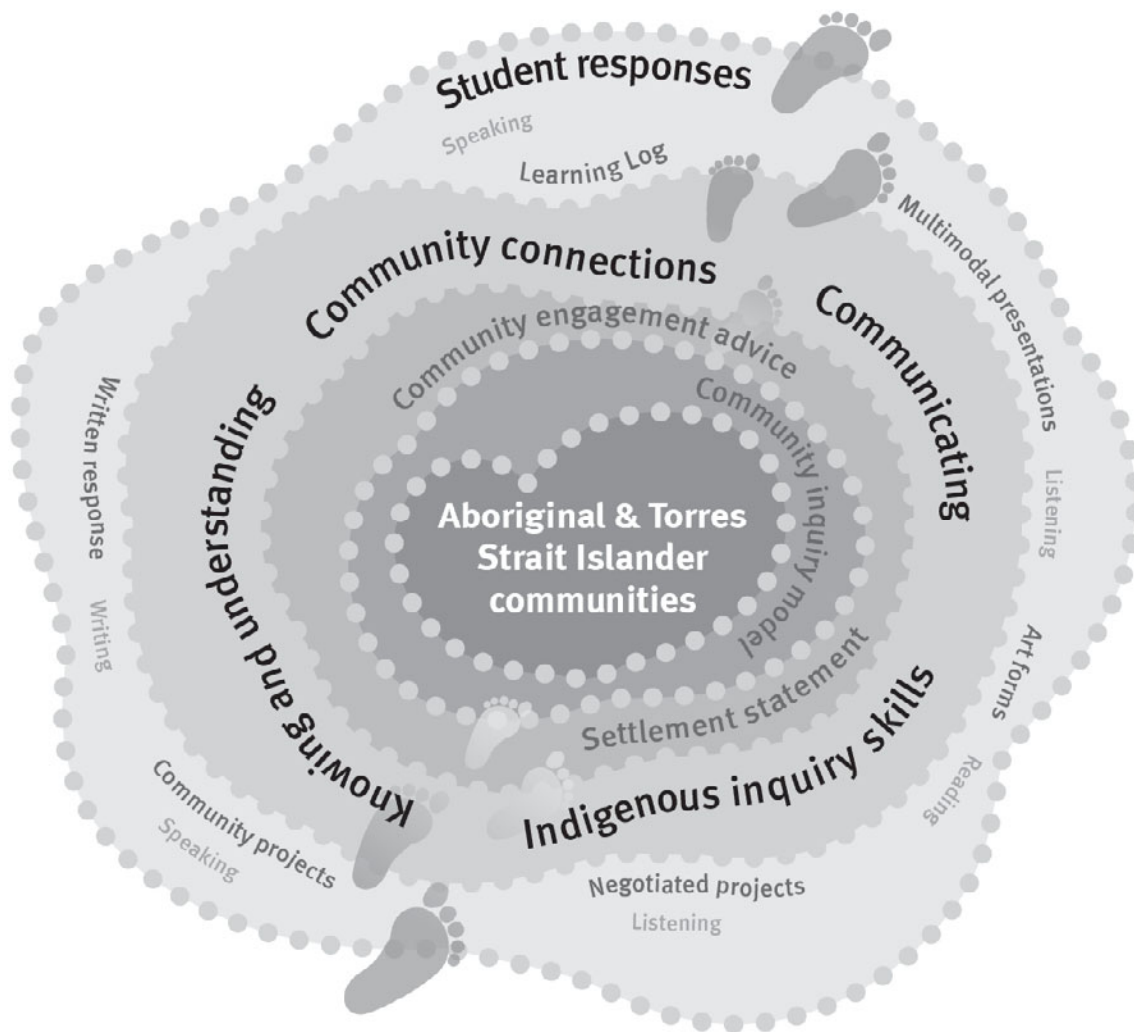 Student responses
Speaking
Learning Log
Multimodal presentations
Community connections
Communicating
Community engagement advice
Community inquiry model
Written response
Knowing and understanding
Aboriginal & Torres
Strait Islander
communities
Listening
Writing
Settlement statement
Indigenous inquiry skills
Art forms
Reading
Community projects
Speaking
Negotiated projects
Listening